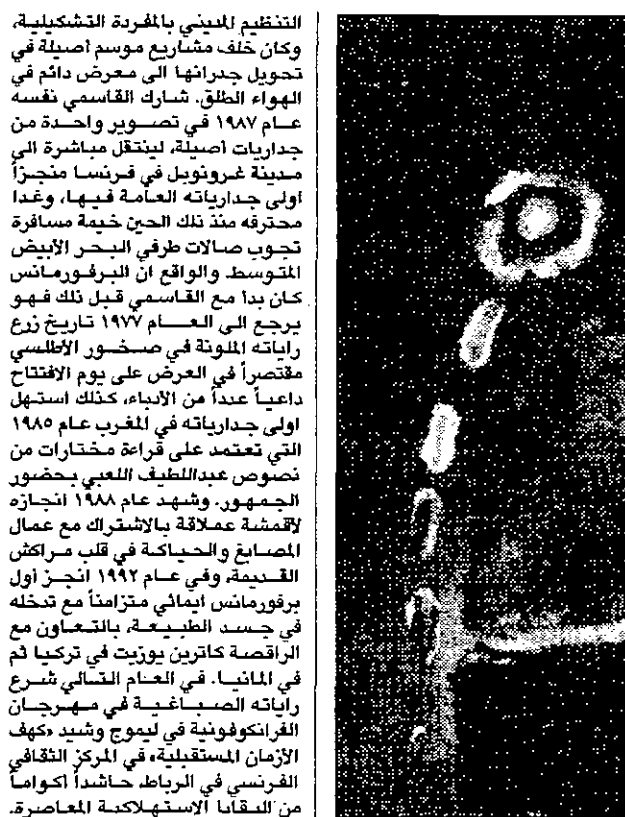 التنظيم المديني بالمفردة التشكيلية،
وكان خلف مشاريع موسم أصيلة في
تحويل جدرانها الى معرض دائم في
الهواء الطلق. شارك القاسمي نفسه
عام ١٩٨٧ في تصوير واحدة من
جداريات أصيلة، لينتقل مباشرة الى
مدينة غرونوبل في فرنسا منجزاً
أولى جدارياته العامة فيها، وغدا
محترفه منذ ذلك الحين خيمة مسافرة
تجوب صالات طرفي البحر الأبيض
المتوسط. والواقع ان البرفورمانس
كان بدأ مع القاسمي قبل ذلك فهو
يرجع الى العام ١٩٧٧ تاريخ زرع
راياته الملونة في صخور الأطلسي
مقتصراً في العرض على يوم الافتتاح
داعياً عدداً من الأدباء، كذلك استهل
اولى جدارياته في المغرب عام ١٩٨٥
التي تعتمد على قراءة مختارات من
نصوص عبداللطيف اللعبي بحضور
الجمهور. وشهد عام ١٩٨٨ انجازه
لأقمشة عملاقة بالاشتراك مع عمال
المصابغ والحياكة في قلب مراكش
القديمة، وفي عام ١٩٩٢ انجز أول
برفورمانس ايمائي متزامناً مع تدخله
في جسد الطبيعة، بالتعاون مع
الراقصة كاترين يوزيت في تركيا ثم
في المانيا. في العام التالي شرع
راياته الصباغية في مهرجان
الفرانكوفونية في ليموج وشيد «كهف
الأزمان المستقبلية» في المركز الثقافي
الفرنسي في الرباط، حاشداً اكواماً
من البقايا الاستهلاكية المعاصرة.